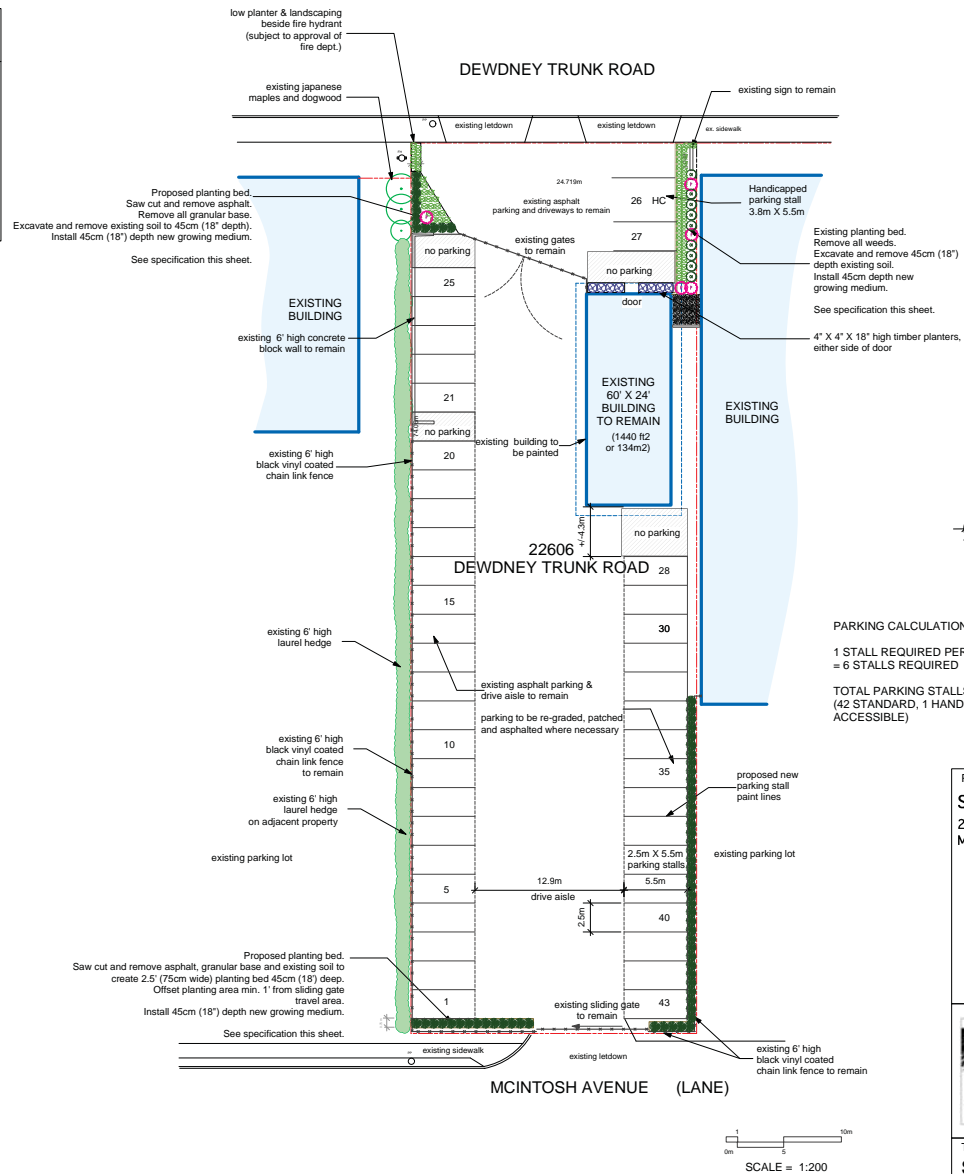 low planter & landscaping
beside fire hydrant
(subject to approval of
fire dept.)
DEWDNEY TRUNK ROAD
existing japanese
maples and dogwood
existing sign to remain
existing letdown
existing letdown
ex. sidewalk
Proposed planting bed.
Saw cut and remove asphalt.
Remove all granular base.
Excavate and remove existing soil to 45cm (18" depth).
Install 45cm (18") depth new growing medium.
See specification this sheet.
24.719m
existing asphalt
parking and driveways to remain
26 HC
27
Handicapped
parking stall
3.8m X 5.5m
Existing planting bed.
Remove all weeds.
Excavate and remove 45cm (18")
depth existing soil.
Install 45cm depth new
growing medium.
See specification this sheet.
no parking
existing gates
to remain
no parking
25
door
EXISTING
BUILDING
existing 6' high concrete
block wall to remain
4" X 4" X 18" high timber planters,
either side of door
21
no parking
20
EXISTING
60' X 24'
BUILDING
TO REMAIN
(1440 ft2
or 134m2)
EXISTING
BUILDING
existing building to
be painted
existing 6' high
black vinyl coated
chain link fence
+/-4.3m
no parking
22606
DEWDNEY TRUNK ROAD
28
15
30
existing 6' high
laurel hedge
PARKING CALCULATION
1 STALL REQUIRED PER
= 6 STALLS REQUIRED
TOTAL PARKING STALLS
(42 STANDARD, 1 HAND
ACCESSIBLE)
existing asphalt parking &
drive aisle to remain
parking to be re-graded, patched
and asphalted where necessary
10
35
existing 6' high
black vinyl coated
chain link fence
to remain
proposed new
parking stall
paint lines
existing 6' high
laurel hedge
on adjacent property
existing parking lot
2.5m X 5.5m
parking stalls
existing parking lot
5
12.9m
drive aisle
5.5m
2.5m
40
Proposed planting bed.
Saw cut and remove asphalt, granular base and existing soil to
create 2.5' (75cm wide) planting bed 45cm (18') deep.
Offset planting area min. 1' from sliding gate
travel area.
Install 45cm (18") depth new growing medium.
See specification this sheet.
1
existing sliding gate
to remain
43
existing sidewalk
existing letdown
existing 6' high
black vinyl coated
chain link fence to remain
MCINTOSH AVENUE (LANE)
1
10m
0m
5
SCALE = 1:200